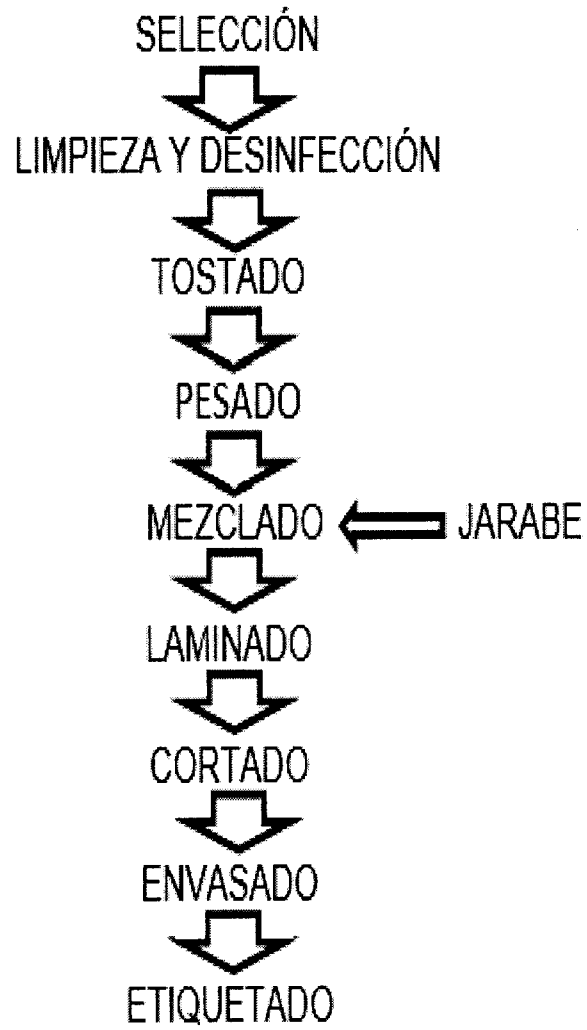 SELECCIÓN
LIMPIEZA Y DESINFECCIÓN
TOSTADO
PESADO
MEZCLADO JARABE
LAMINADO
CORTADO
ENVASADO
ETIQUETADO